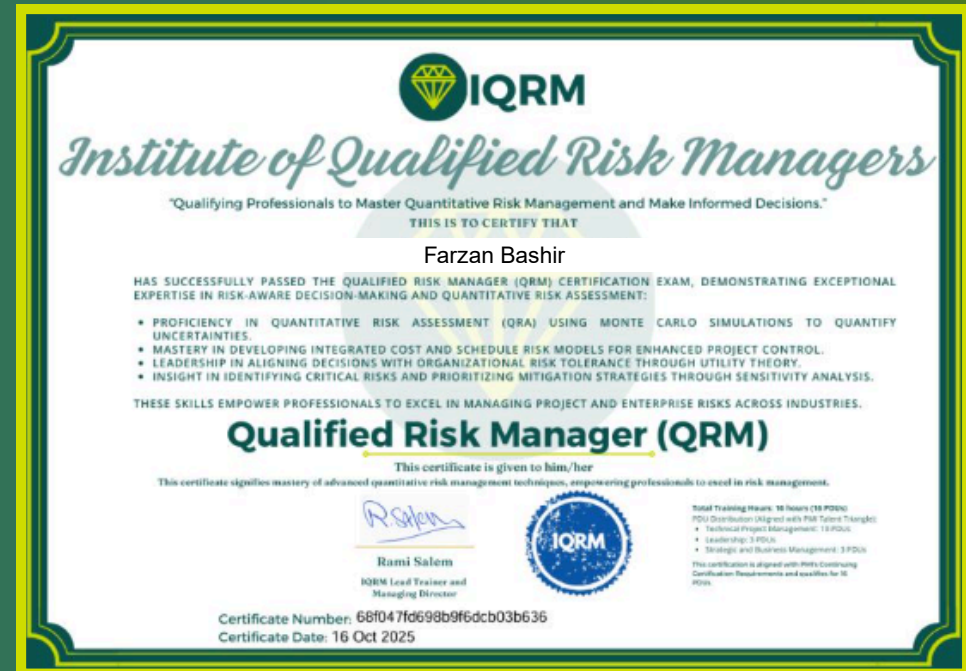 IQRM
Institute of Qualified Risk Managers
"Qualifying Professionals to Master Quantitative Risk Management and Make Informed Decisions."
THIS IS TO CERTIFY THAT
Farzan Bashir
HAS SUCCESSFULLY PASSED THE QUALIFIED RISK MANAGER (QRM) CERTIFICATION EXAM, DEMONSTRATING EXCEPTIONAL
EXPERTISE IN RISK-AWARE DECISION-MAKING AND QUANTITATIVE RISK ASSESSMENT:
• PROFICIENCY IN QUANTITATIVE RISK ASSESSMENT (QRA) USING MONTE CARLO SIMULATIONS TO QUANTIFY
UNCERTAINTIES.
• MASTERY IN DEVELOPING INTEGRATED COST AND SCHEDULE RISK MODELS FOR ENHANCED PROJECT CONTROL.
• LEADERSHIP IN ALIGNING DECISIONS WITH ORGANIZATIONAL RISK TOLERANCE THROUGH UTILITY THEORY.
• INSIGHT IN IDENTIFYING CRITICAL RISKS AND PRIORITIZING MITIGATION STRATEGIES THROUGH SENSITIVITY ANALYSIS.
THESE SKILLS EMPOWER PROFESSIONALS TO EXCEL IN MANAGING PROJECT AND ENTERPRISE RISKS ACROSS INDUSTRIES.
Qualified Risk Manager (QRM)
This certificate is given to him/her
This certificate signifies mastery of advanced quantitative risk management techniques, empowering professionals to excel in risk management.
R.Salem
Rami Salem
IQRM Lead Trainer and
Managing Director
IQRM
Total Training Hours: 16 hours (16 PDUs)
PDU Distribution (Aligned with PMI Talent Triangle):
• Technical Project Management: 10 PDUs
• Leadership: 3 PDUs
• Strategic and Business Management: 3 PDUs
This certification is aligned with PMI's Continuing
Certification Requirements and qualifies for 16
PDUs
Certificate Number: 68f047fd698b9f6dcb03b636
Certificate Date: 16 Oct 2025